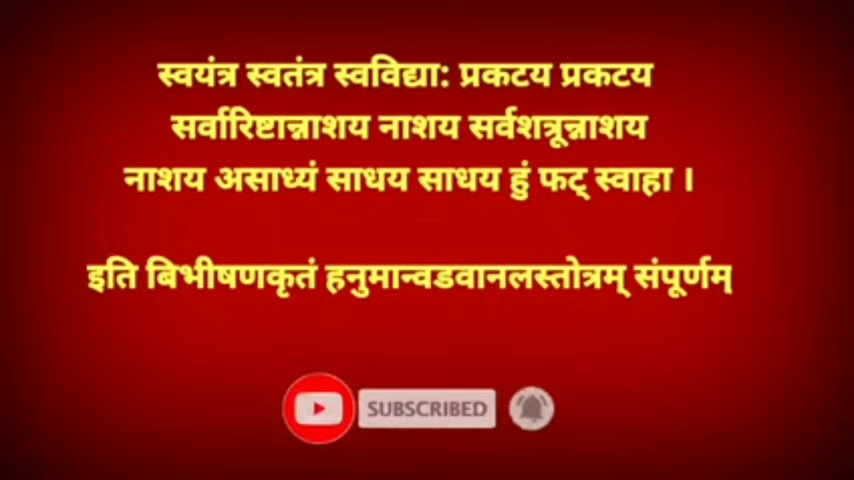 स्वयंत्र स्वतंत्र स्वविद्या: प्रकटय प्रकटय
सर्वारिष्टान्नाशय नाशय सर्वशत्रून्नाशय
नाशय असाध्यं साधय साधय हुं फट् स्वाहा ।
इति बिभीषणकृतं हनुमान्वडवानलस्तोत्रम् संपूर्णम्
SUBSCRIBED